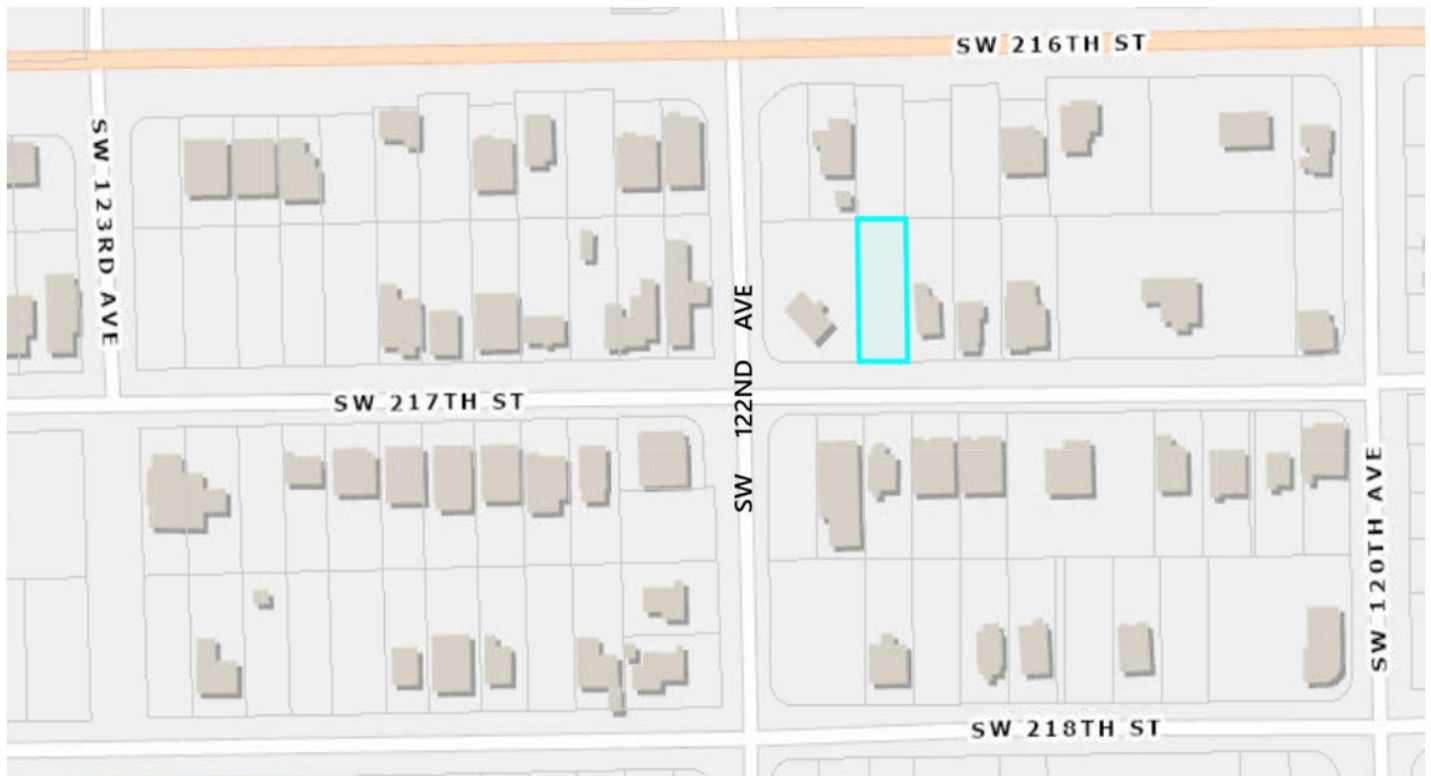 SW 216TH ST
SW 123RD AVE
SW 122ND AVE
SW 217TH ST
SW 120TH AVE
SW 218TH ST